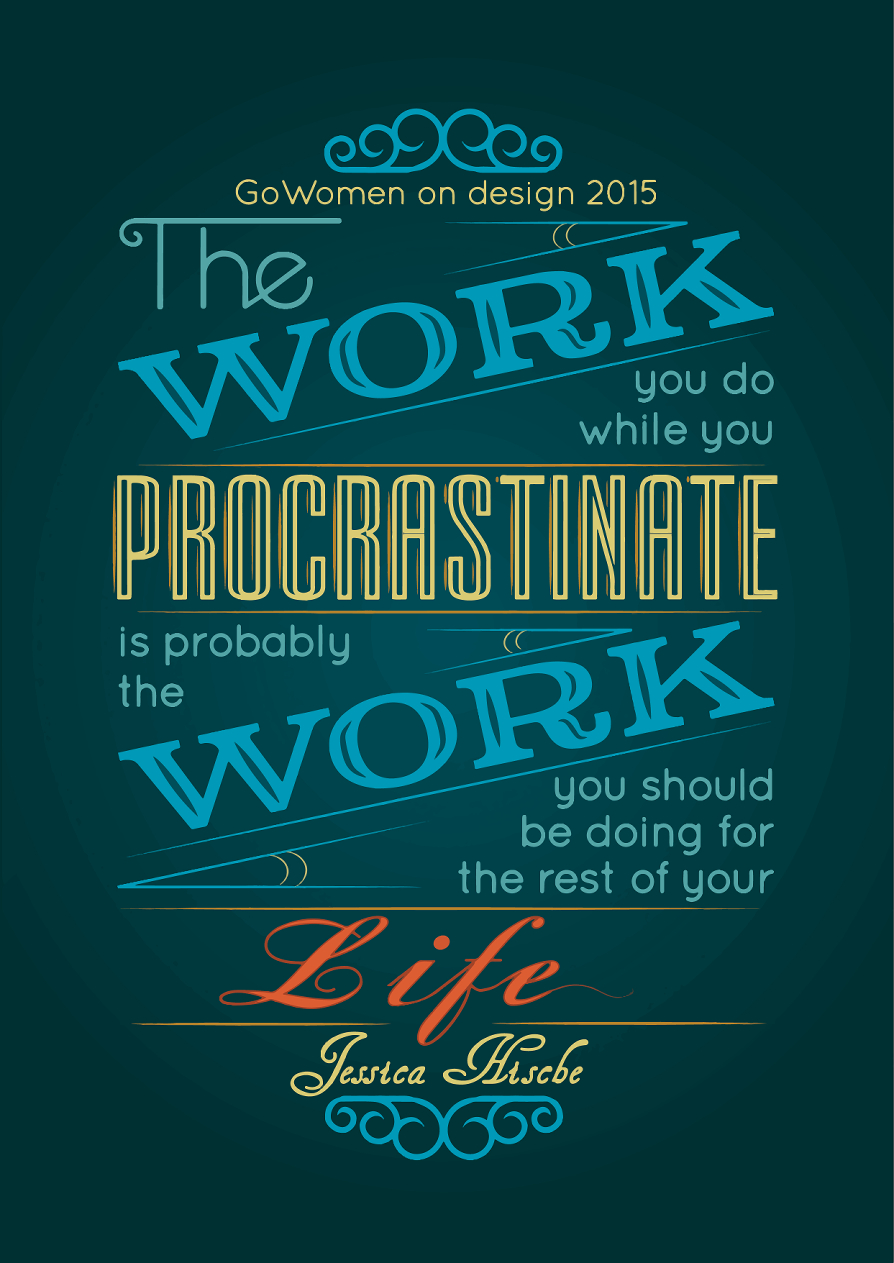 GoWomen on design 2015
The
WORK
you do
while you
PROCRASTINATE
is probably
the
WORK
you should
be doing for
the rest of your
Life
Jessica Hische